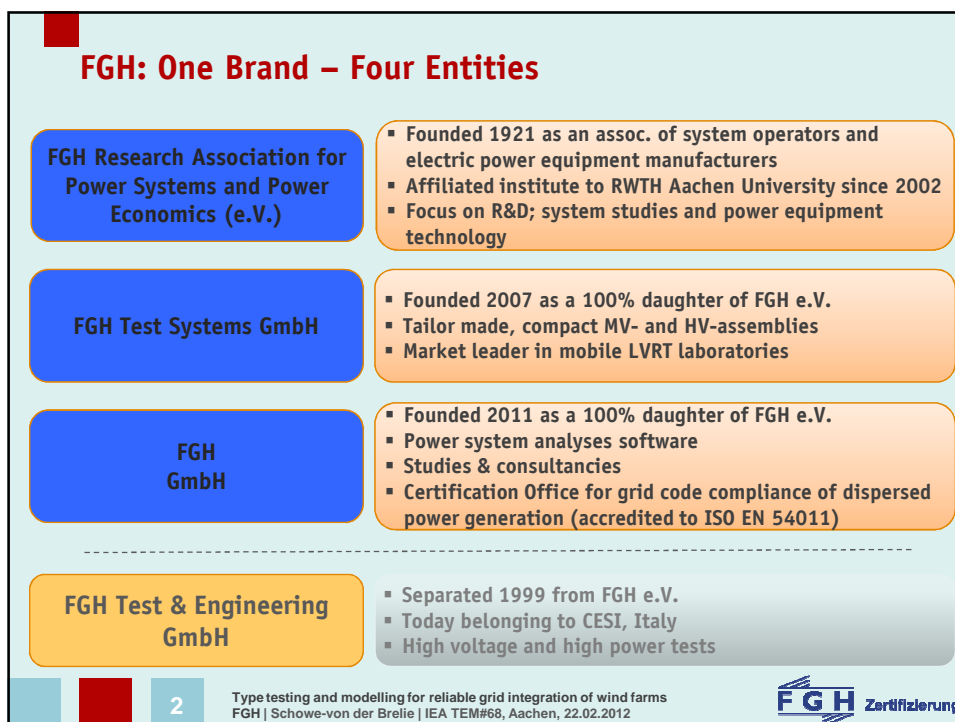 FGH: One Brand – Four Entities
FGH Research Association for
Power Systems and Power
Economics (e.V.)
▪ Founded 1921 as an assoc. of system operators and
electric power equipment manufacturers
▪ Affiliated institute to RWTH Aachen University since 2002
▪ Focus on R&D; system studies and power equipment
technology
FGH Test Systems GmbH
▪ Founded 2007 as a 100% daughter of FGH e.V.
▪ Tailor made, compact MV- and HV-assemblies
▪ Market leader in mobile LVRT laboratories
FGH
GmbH
▪ Founded 2011 as a 100% daughter of FGH e.V.
▪ Power system analyses software
▪ Studies & consultancies
▪ Certification Office for grid code compliance of dispersed
power generation (accredited to ISO EN 54011)
FGH Test & Engineering
GmbH
▪ Separated 1999 from FGH e.V.
▪ Today belonging to CESI, Italy
▪ High voltage and high power tests
2
Type testing and modelling for reliable grid integration of wind farms
FGH | Schowe-von der Brelie | IEA TEM#68, Aachen, 22.02.2012
FGH Zertifizierung